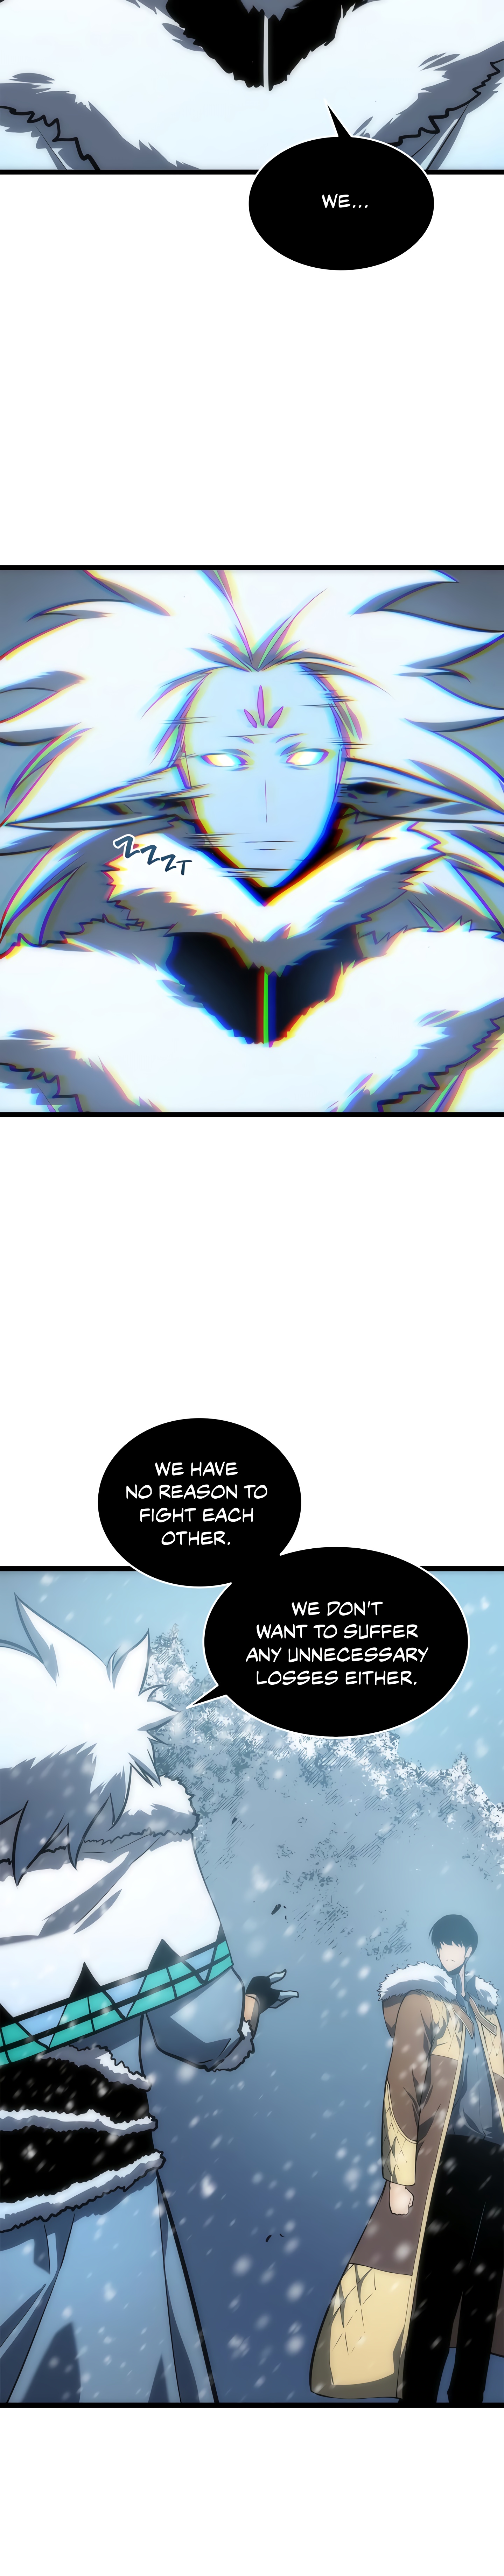 WE...
ZZZT
WE HAVE
NO REASON TO
FIGHT EACH
OTHER.
WE DON'T
WANT TO SUFFER
ANY UNNECESSARY
LOSSES EITHER.